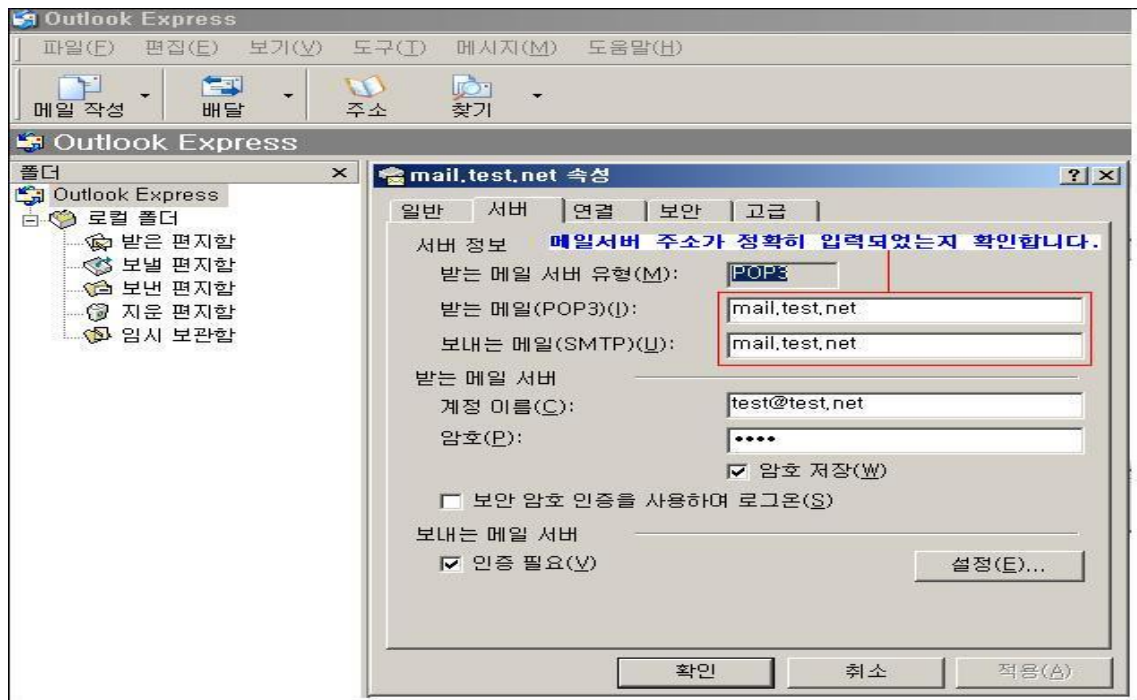 Outlook Express
파일(F) 편집(E) 보기(V) 도구(T) 메시지(M) 도움말(H)
메일 작성 배달 주소 찾기
Outlook Express
폴더
Outlook Express
로컬 폴더
받은 편지함
보낼 편지함
보낸 편지함
지운 편지함
임시 보관함
mail.test.net 속성
일반 서버 연결 보안 고급
서버 정보 메일서버 주소가 정확히 입력되었는지 확인합니다.
받는 메일 서버 유형(M): POP3
받는 메일(POP3)(I): mail.test.net
보내는 메일(SMTP)(U): mail.test.net
받는 메일 서버
계정 이름(C): test@test.net
암호(P): ••••
암호 저장(W)
보안 암호 인증을 사용하며 로그온(S)
보내는 메일 서버
인증 필요(V) 설정(E)...
확인 취소 적용(A)